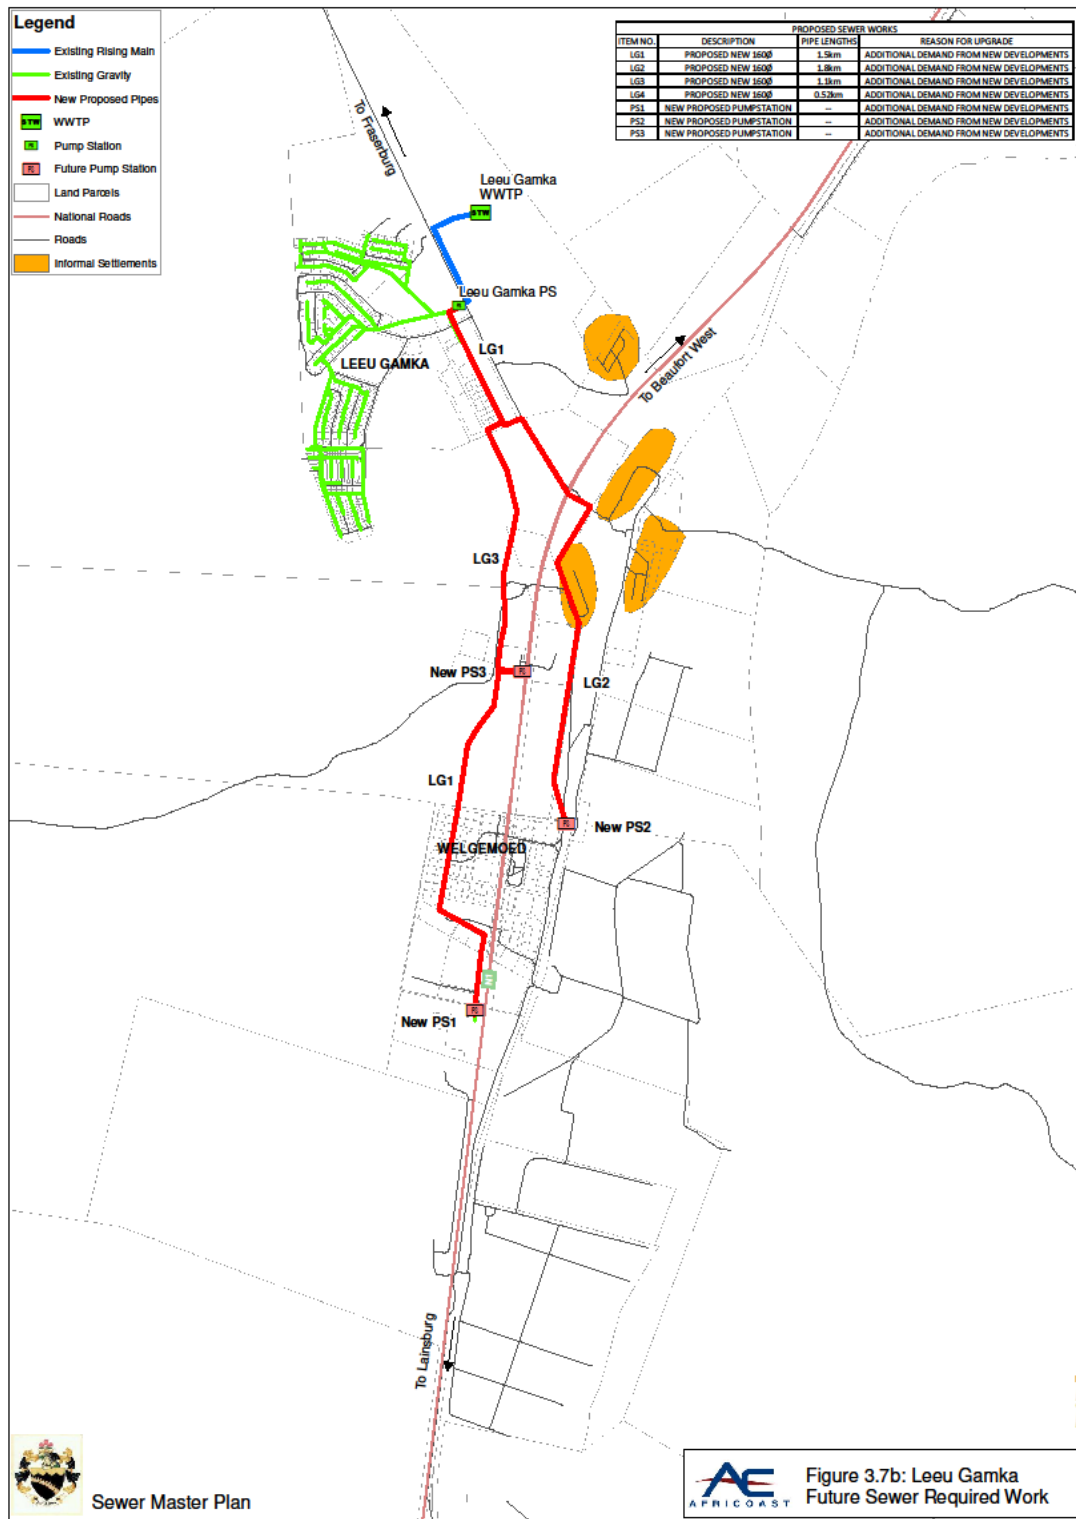 Legend
Existing Rising Main
Existing Gravity
New Proposed Pipes
STW WWTP
PS Pump Station
PS Future Pump Station
Land Parcels
National Roads
Roads
Informal Settlements
PROPOSED SEWER WORKS
ITEM NO. DESCRIPTION PIPE LENGTHS REASON FOR UPGRADE
LG1 PROPOSED NEW 160Ø 1.5km ADDITIONAL DEMAND FROM NEW DEVELOPMENTS
LG2 PROPOSED NEW 160Ø 1.8km ADDITIONAL DEMAND FROM NEW DEVELOPMENTS
LG3 PROPOSED NEW 160Ø 1.1km ADDITIONAL DEMAND FROM NEW DEVELOPMENTS
LG4 PROPOSED NEW 160Ø 0.52km ADDITIONAL DEMAND FROM NEW DEVELOPMENTS
PS1 NEW PROPOSED PUMPSTATION -- ADDITIONAL DEMAND FROM NEW DEVELOPMENTS
PS2 NEW PROPOSED PUMPSTATION -- ADDITIONAL DEMAND FROM NEW DEVELOPMENTS
PS3 NEW PROPOSED PUMPSTATION -- ADDITIONAL DEMAND FROM NEW DEVELOPMENTS
To Fraserburg
Leeu Gamka
WWTP
STW
Leeu Gamka PS
LG1
LEEU GAMKA
To Beaufort West
LG3
New PS3
LG2
LG1
New PS2
WELGEMOED
New PS1
To Lainsburg
Sewer Master Plan
AFRICOAST
Figure 3.7b: Leeu Gamka
Future Sewer Required Work